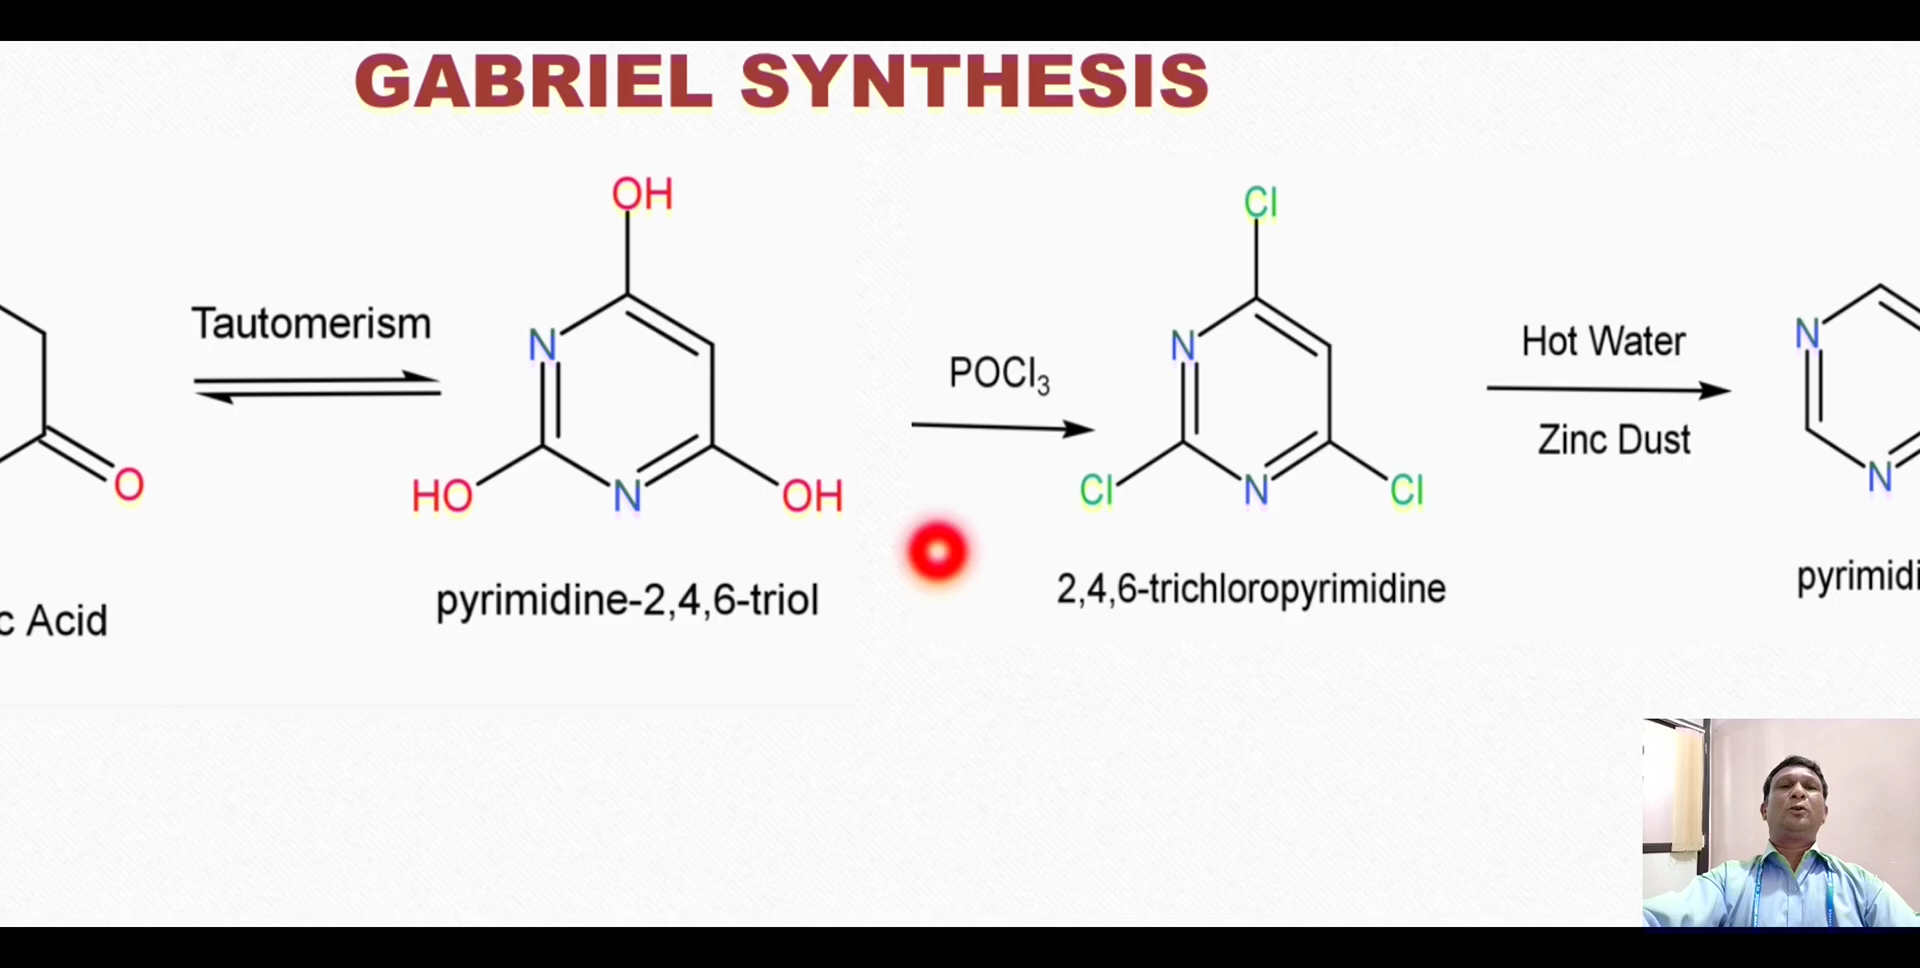 GABRIEL SYNTHESIS
OH
N
N
HO
OH
Tautomerism
O
c Acid
pyrimidine-2,4,6-triol
POCl₃
Cl
N
N
Cl
Cl
2,4,6-trichloropyrimidine
Hot Water
Zinc Dust
N
N
pyrimidi